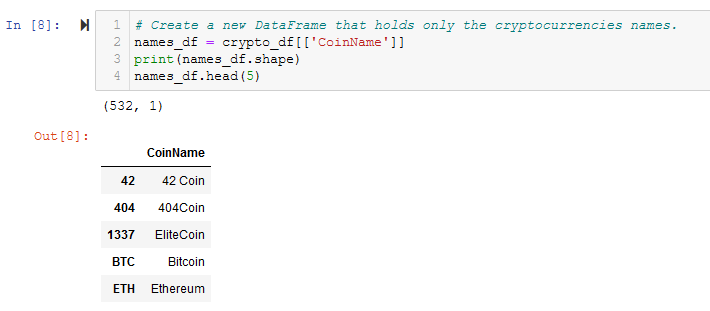 In [8]:
1 # Create a new DataFrame that holds only the cryptocurrencies names.
2 names_df = crypto_df[['CoinName']]
3 print(names_df.shape)
4 names_df.head(5)
(532, 1)
Out[8]:
CoinName
42 42 Coin
404 404Coin
1337 EliteCoin
BTC Bitcoin
ETH Ethereum